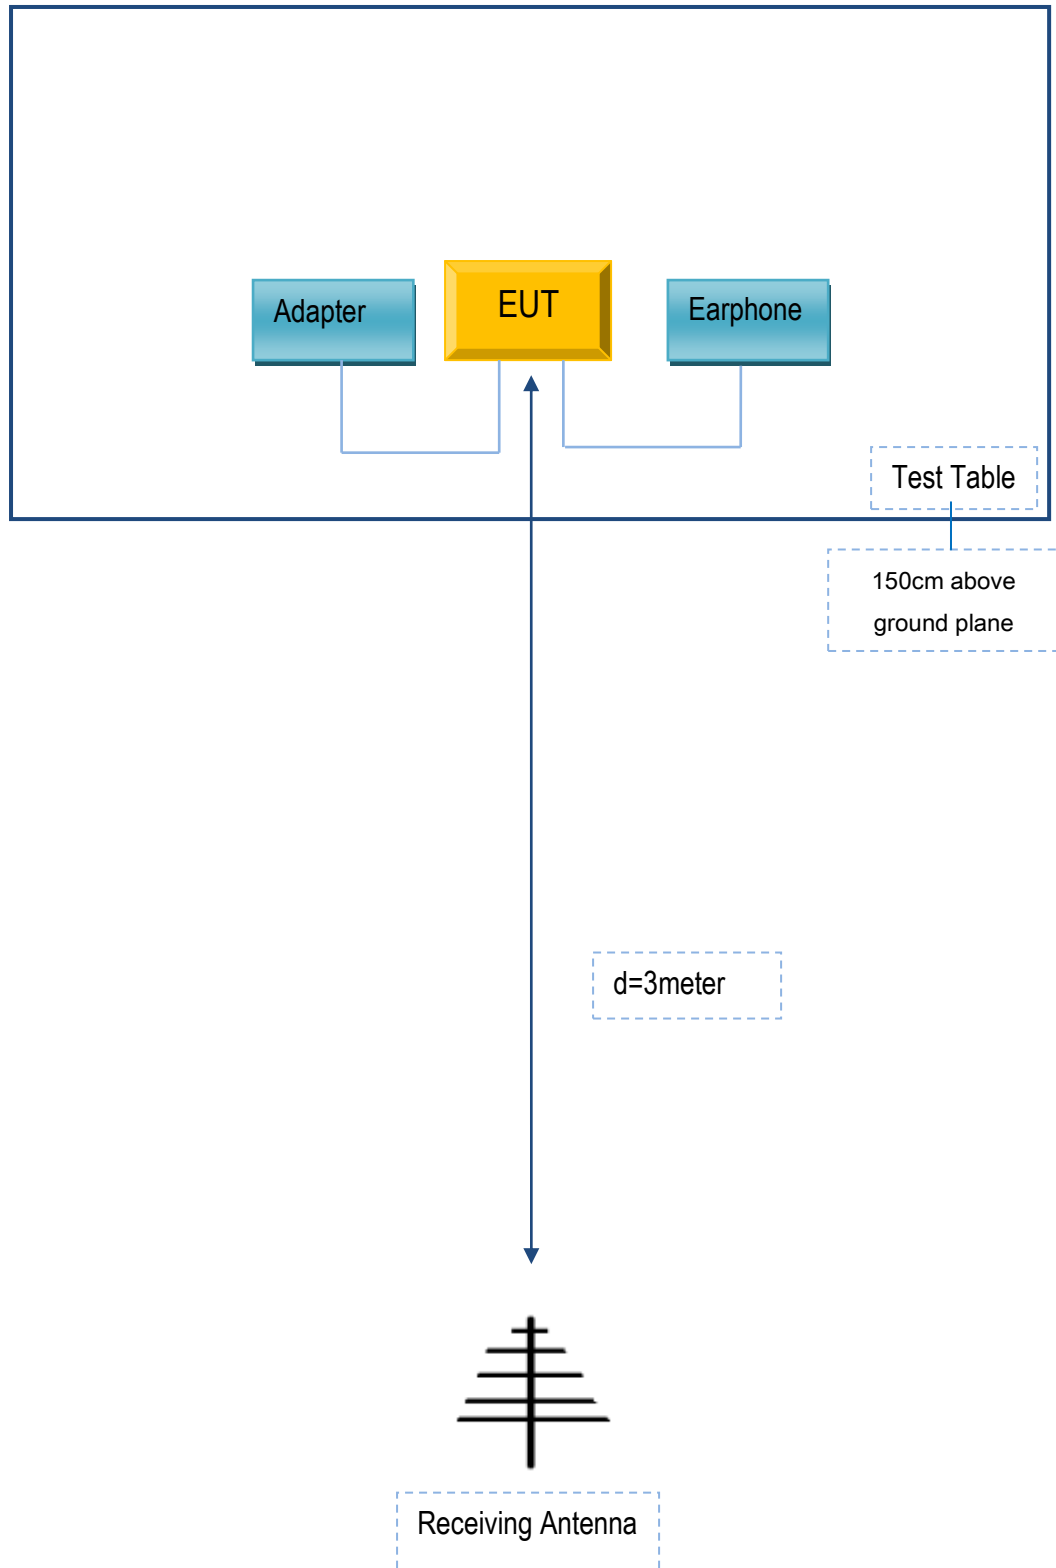 Adapter
EUT
Earphone
Test Table
150cm above
ground plane
d=3meter
Receiving Antenna